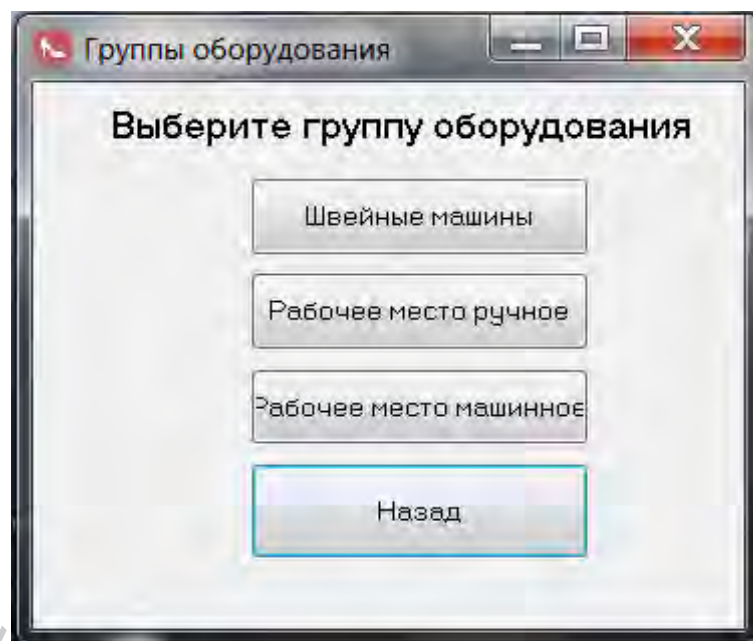 Группы оборудования
Выберите группу оборудования
Швейные машины
Рабочее место ручное
Рабочее место машинное
Назад